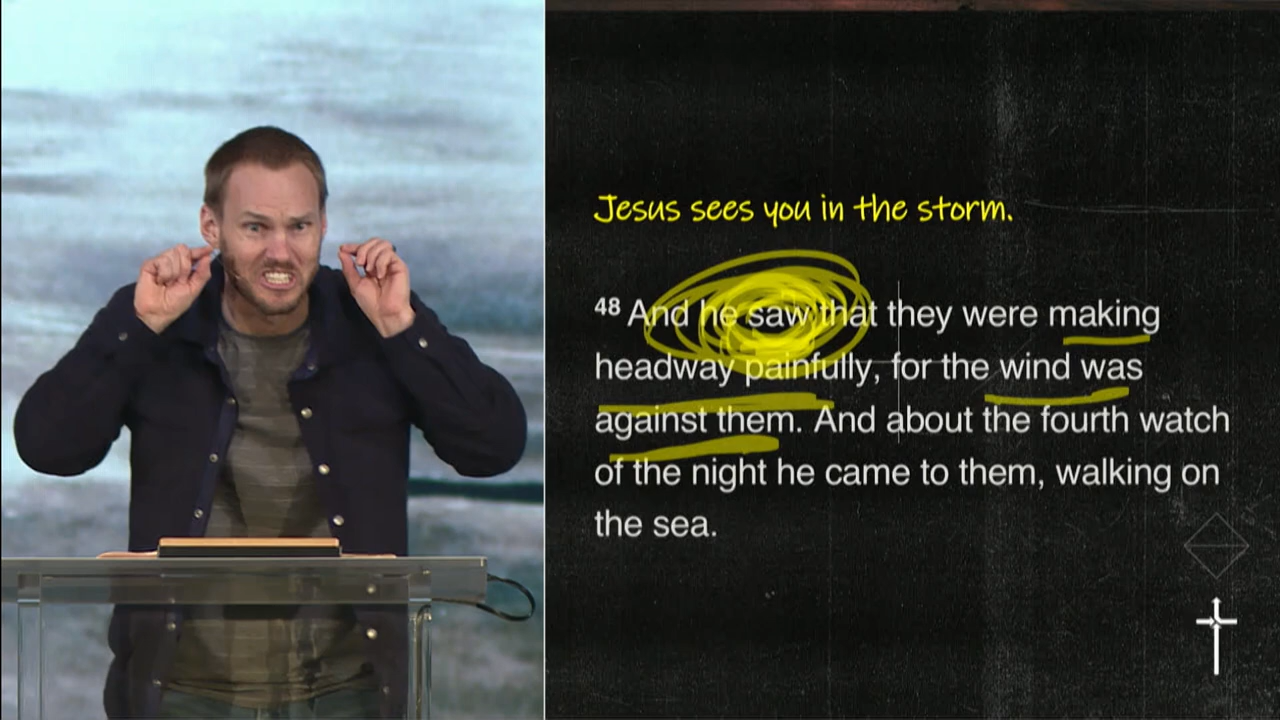 Jesus sees you in the storm.
48 And he saw that they were making
headway painfully, for the wind was
against them. And about the fourth watch
of the night he came to them, walking on
the sea.